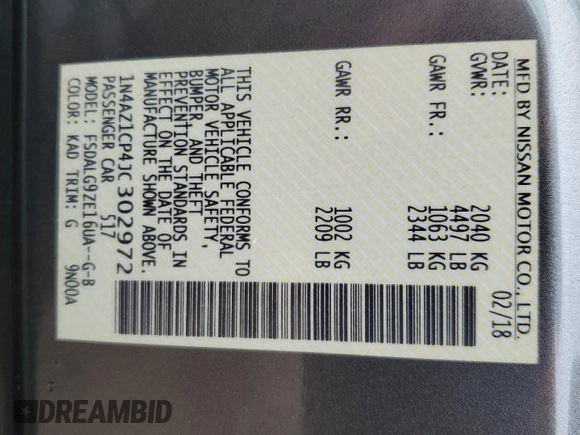 MFD BY NISSAN MOTOR CO., LTD.
DATE: 02/18
GVWR: 2040 KG
4497 LB
GAWR FR.: 1063 KG
2344 LB
GAWR RR.: 1002 KG
2209 LB
THIS VEHICLE CONFORMS TO
ALL APPLICABLE FEDERAL
MOTOR VEHICLE SAFETY,
BUMPER, AND THEFT
PREVENTION STANDARDS IN
EFFECT ON THE DATE OF
MANUFACTURE SHOWN ABOVE.
1N4AZ1CP4JC302972
PASSENGER CAR 517
MODEL: FSDALG9ZE16UA--G-B
COLOR: KAD TRIM: G 9N00A
DREAMBID